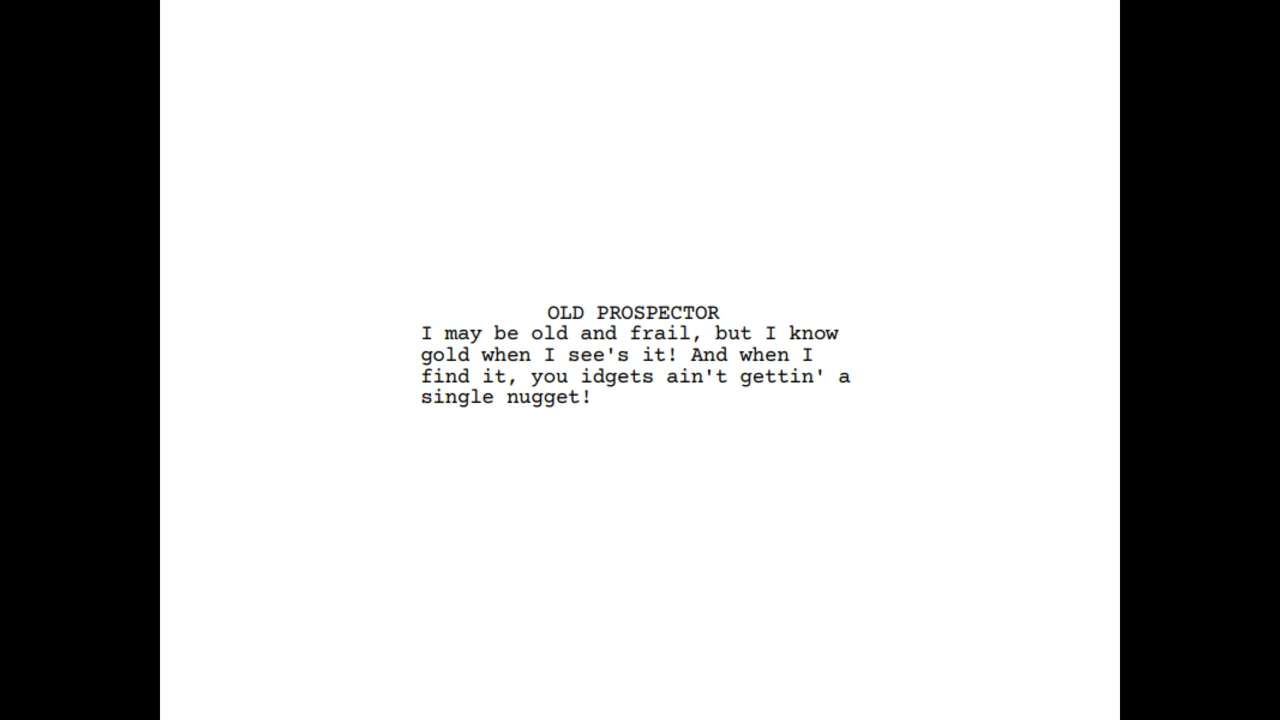 OLD PROSPECTOR
I may be old and frail, but I know
gold when I see's it! And when I
find it, you idgets ain't gettin' a
single nugget!